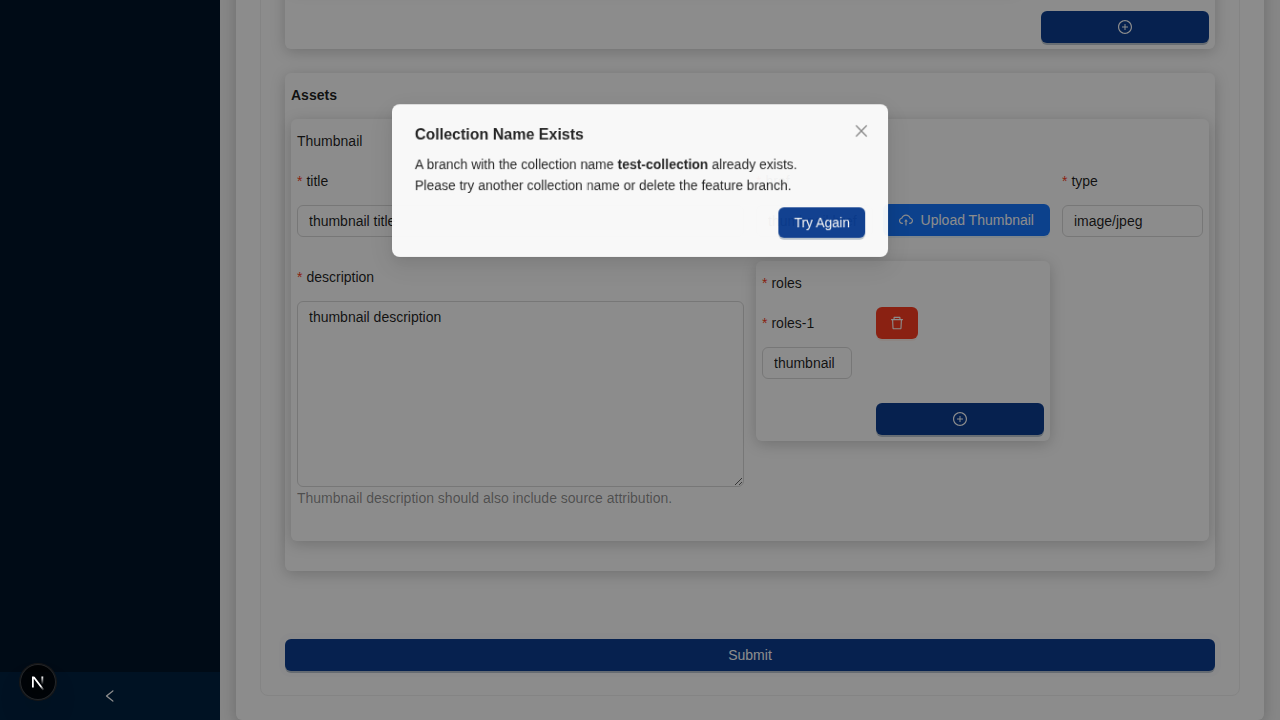 Assets
Collection Name Exists
A branch with the collection name test-collection already exists.
Please try another collection name or delete the feature branch.
Try Again
Thumbnail
* title
* type
thumbnail title
Upload Thumbnail
image/jpeg
* description
* roles
thumbnail description
* roles-1
thumbnail
Thumbnail description should also include source attribution.
Submit
N